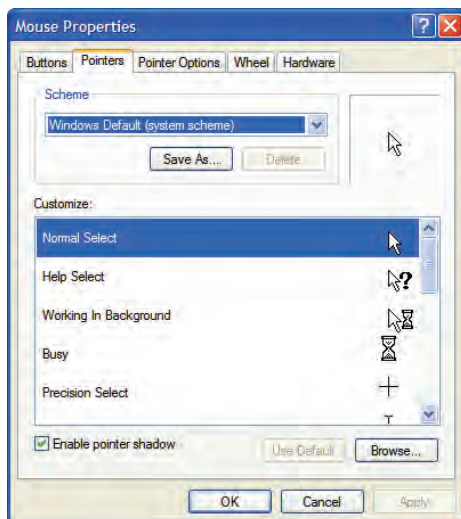 Mouse Properties
Buttons Pointers Pointer Options Wheel Hardware
Scheme
Windows Default (system scheme)
Save As... Delete
Customize:
Normal Select
Help Select
Working In Background
Busy
Precision Select
Enable pointer shadow
Use Default Browse...
OK Cancel Apply